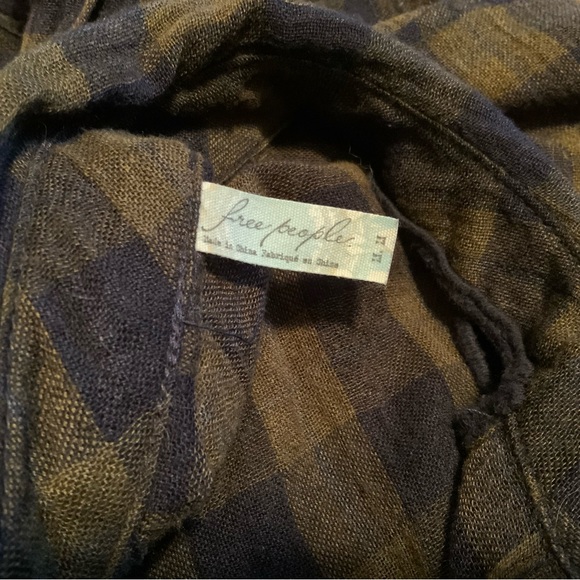 free people.
Made in China Fabriqué en Chine